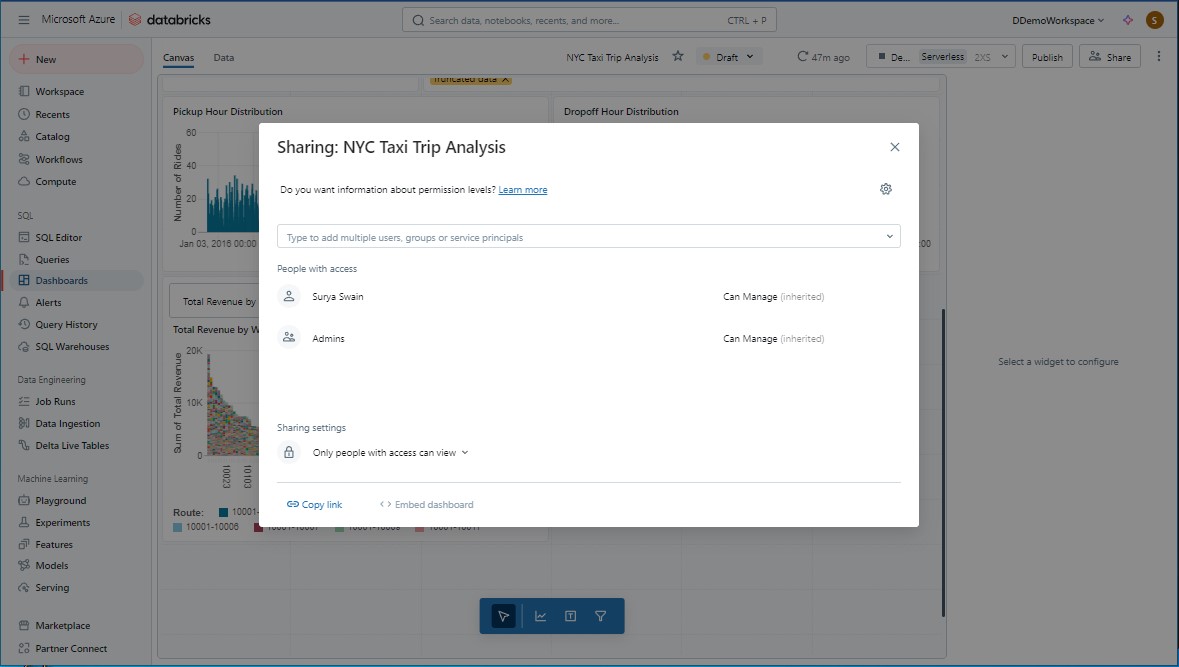 Microsoft Azure databricks
Search data, notebooks, recents, and more... CTRL + P
DDemoWorkspace
S
New
Workspace
Recents
Catalog
Workflows
Compute
SQL
SQL Editor
Queries
Dashboards
Alerts
Query History
SQL Warehouses
Data Engineering
Job Runs
Data Ingestion
Delta Live Tables
Machine Learning
Playground
Experiments
Features
Models
Serving
Marketplace
Partner Connect
Canvas Data
NYC Taxi Trip Analysis Draft 47m ago De... Serverless 2XS Publish Share
Truncated data
Pickup Hour Distribution
Dropoff Hour Distribution
Number of Rides
60
40
20
0
Jan 03, 2016 00:00
:00
Total Revenue by
Total Revenue by W
Sum of Total Revenue
20K
10K
0
10023
10103
Route: 10001-
10001-10006
Sharing: NYC Taxi Trip Analysis
Do you want information about permission levels? Learn more
Type to add multiple users, groups or service principals
People with access
Surya Swain Can Manage (inherited)
Admins Can Manage (inherited)
Sharing settings
Only people with access can view
Copy link Embed dashboard
Select a widget to configure